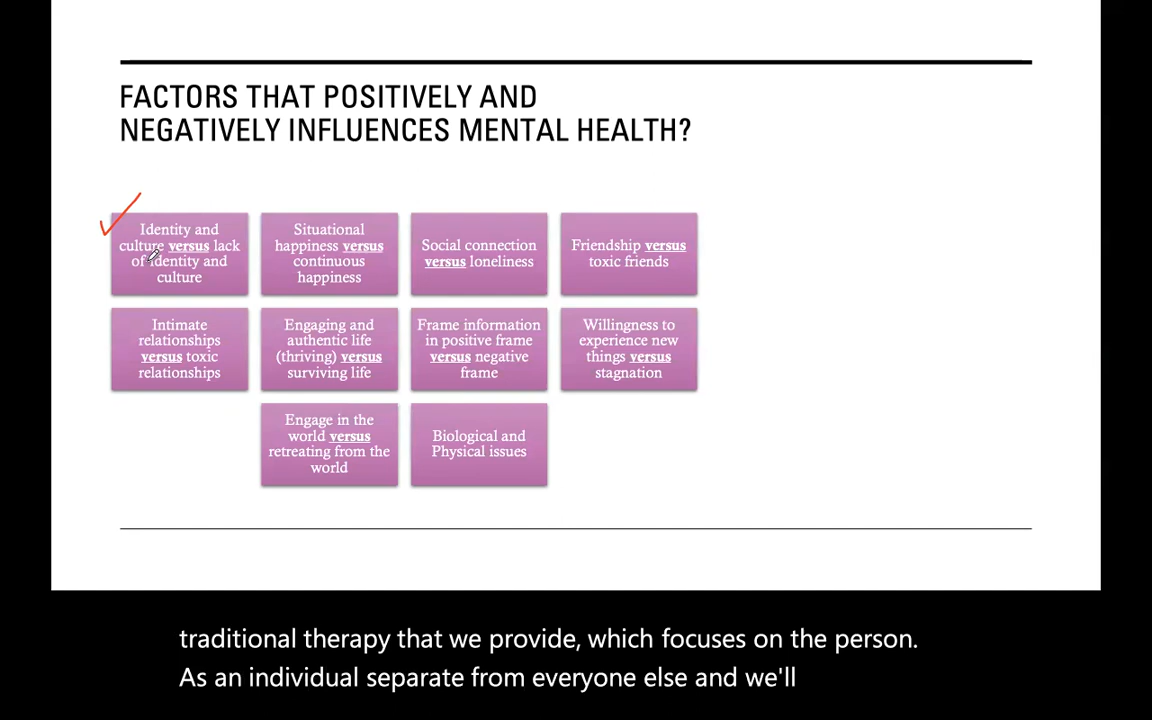 FACTORS THAT POSITIVELY AND
NEGATIVELY INFLUENCES MENTAL HEALTH?
Identity and
culture versus lack
of identity and
culture
Situational
happiness versus
continuous
happiness
Social connection
versus loneliness
Friendship versus
toxic friends
Intimate
relationships
versus toxic
relationships
Engaging and
authentic life
(thriving) versus
surviving life
Frame information
in positive frame
versus negative
frame
Willingness to
experience new
things versus
stagnation
Engage in the
world versus
retreating from the
world
Biological and
Physical issues
traditional therapy that we provide, which focuses on the person.
As an individual separate from everyone else and we'll